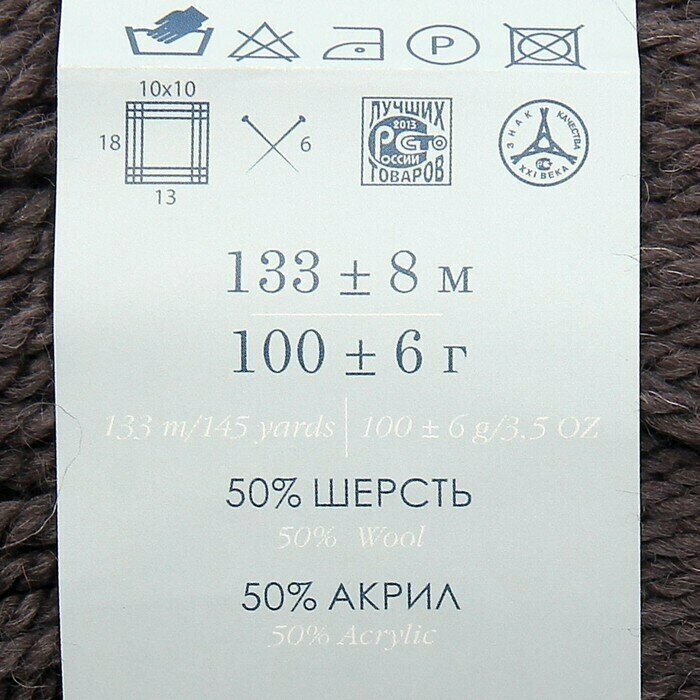 P
10x10
18
13
6
ЛУЧШИХ
2013
РОССИИ
ТОВАРОВ
ЗНАК КАЧЕСТВА
XXI ВЕКА
133 ± 8 м
100 ± 6 г
133 m/145 yards | 100 ± 6 g/3.5 OZ
50% ШЕРСТЬ
50% Wool
50% АКРИЛ
50% Acrylic